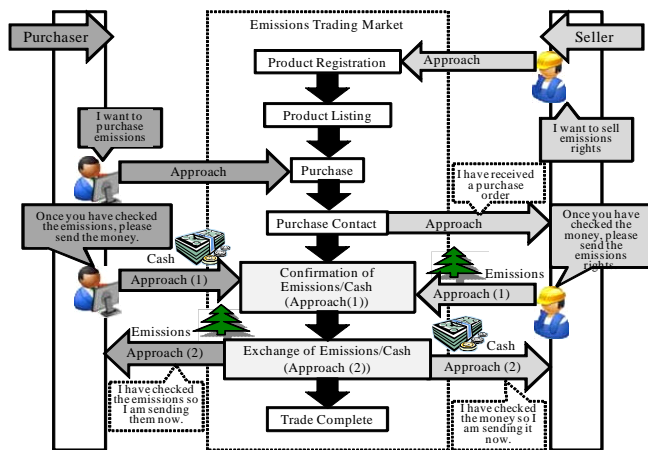 Purchaser
Emissions Trading Market
Seller
Product Registration
Approach
I want to
purchase
emissions
Product Listing
I want to sell
emissions
rights
Approach
Purchase
I have received
a purchase
order
Once you have checked
the emissions, please
send the money.
Purchase Contact
Approach
Once you have
checked the
money, please
send the
emissions
rights
Cash
Approach (1)
Confirmation of
Emissions/Cash
(Approach(1))
Emissions
Approach (1)
Emissions
Approach (2)
Exchange of Emissions/Cash
(Approach (2))
Cash
Approach (2)
I have checked
the emissions so
I am sending
them now.
Trade Complete
I have checked
the money so I
am sending it
now.